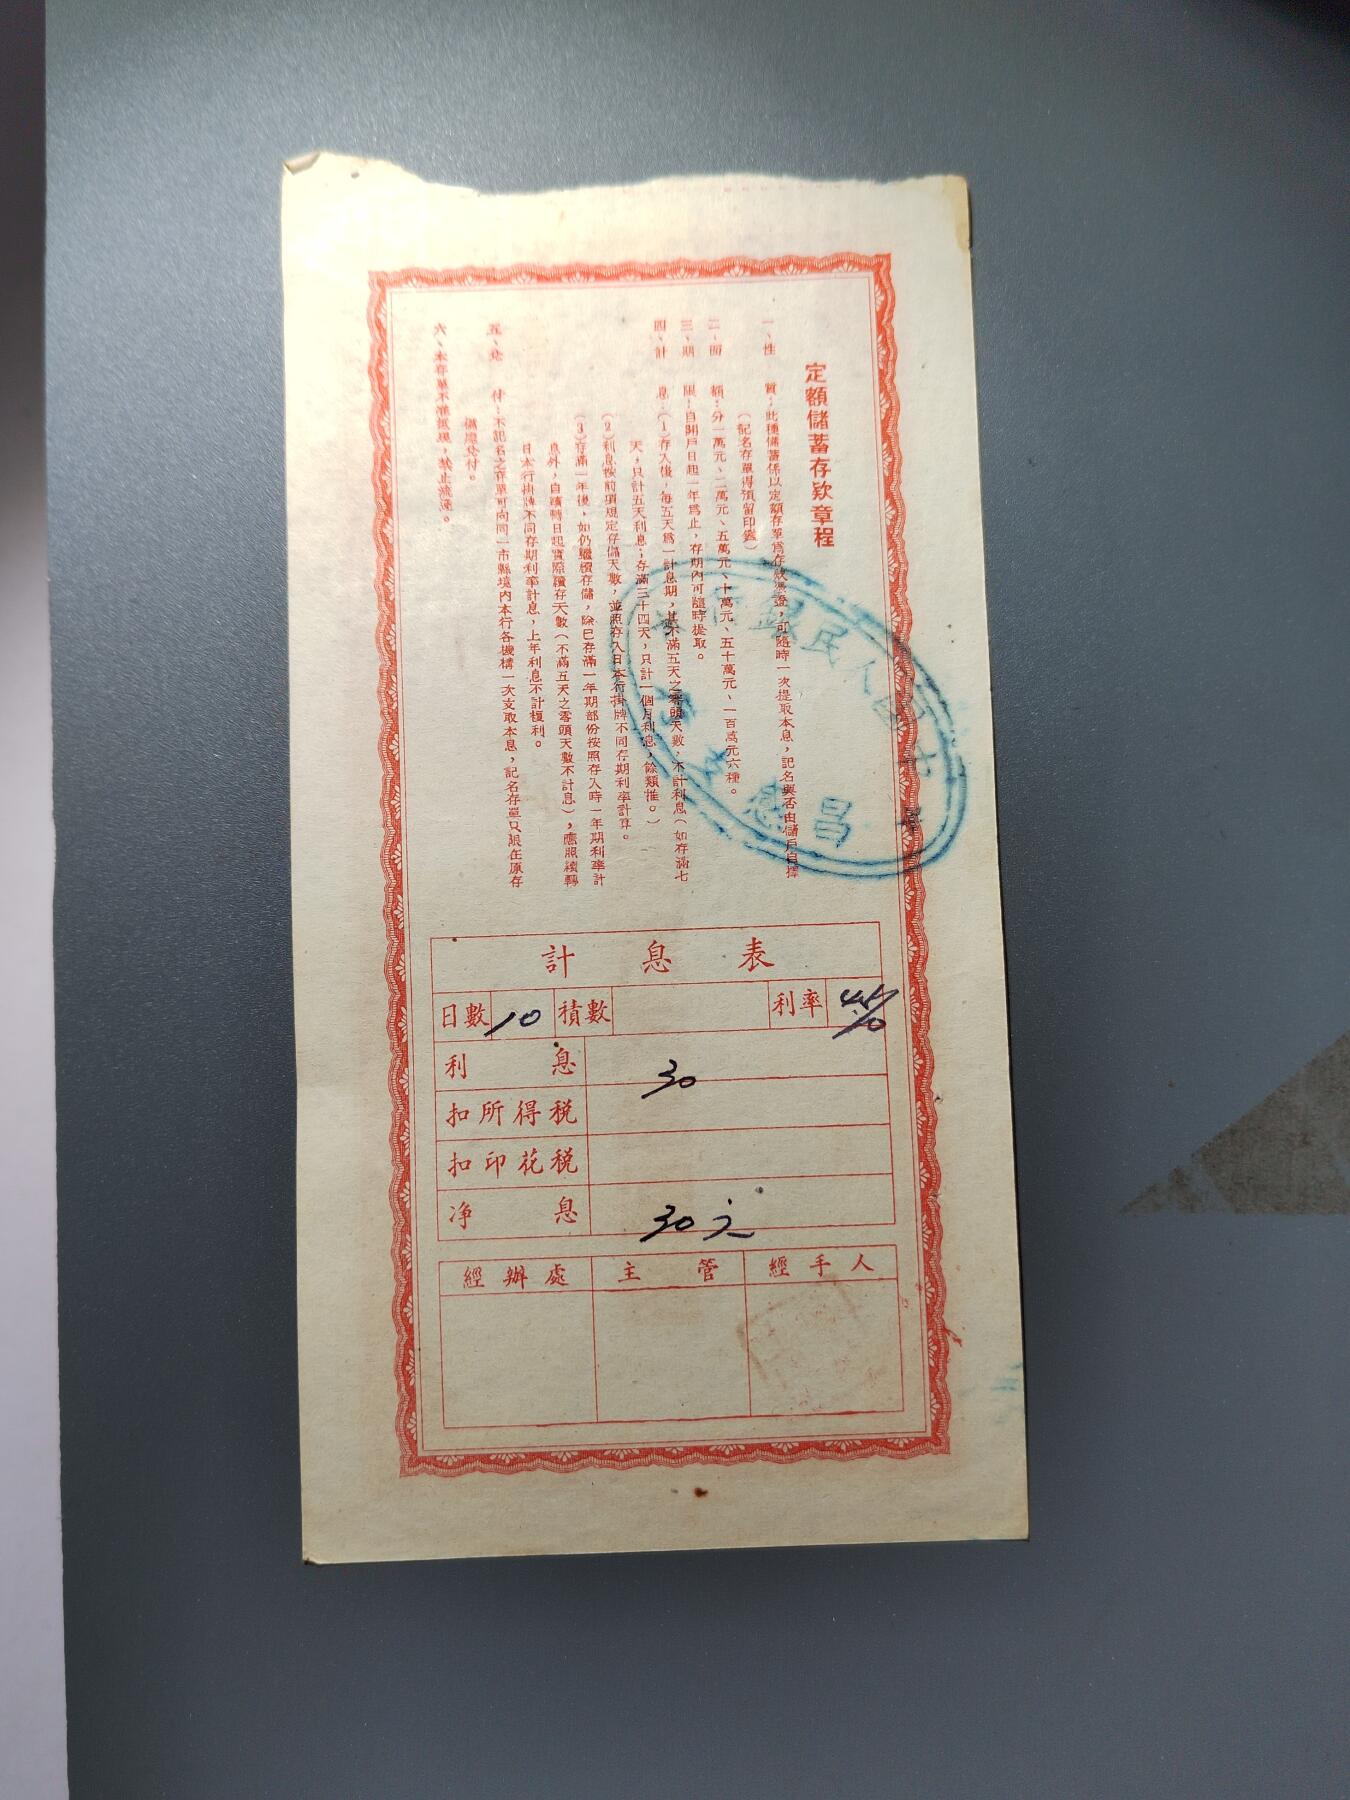 定額儲蓄存欵章程
一、性質：此種儲蓄係以定額存單為存款憑證，可隨時一次提取本息，記名與否由儲戶自擇
（記名存單得預留印鑑）
二、面額：分一萬元、二萬元、五萬元、十萬元、五十萬元、一百萬元六種。
三、期限：自開戶日起一年爲止，存期內可隨時提取。
四、計息：（1）存入後，每五天爲一計息期，其不滿五天之零頭天數，不計利息（如存滿七
天，只計五天利息；存滿三十四天，只計一個月利息，餘類推。）
（2）利息按前項規定存儲天數，並照存入日本行掛牌不同存期利率計算。
（3）存滿一年後，如仍繼續存儲，除已存滿一年期部份按照存入時一年期利率計
息外，自續轉日起實際續存天數（不滿五天之零頭天數不計息），應照續轉
日本行掛牌不同存期利率計息，上年利息不計複利。
五、兌付：不記名之存單可向同一市縣境內本行各機構一次支取本息，記名存單只限在原存
儲處兌付。
六、本存單不准抵現，禁止流通。
人民銀行
昌
計息表
日數 10 積數 利率
利息 30
扣所得稅
扣印花稅
净息 30元
經辦處 主管 經手人